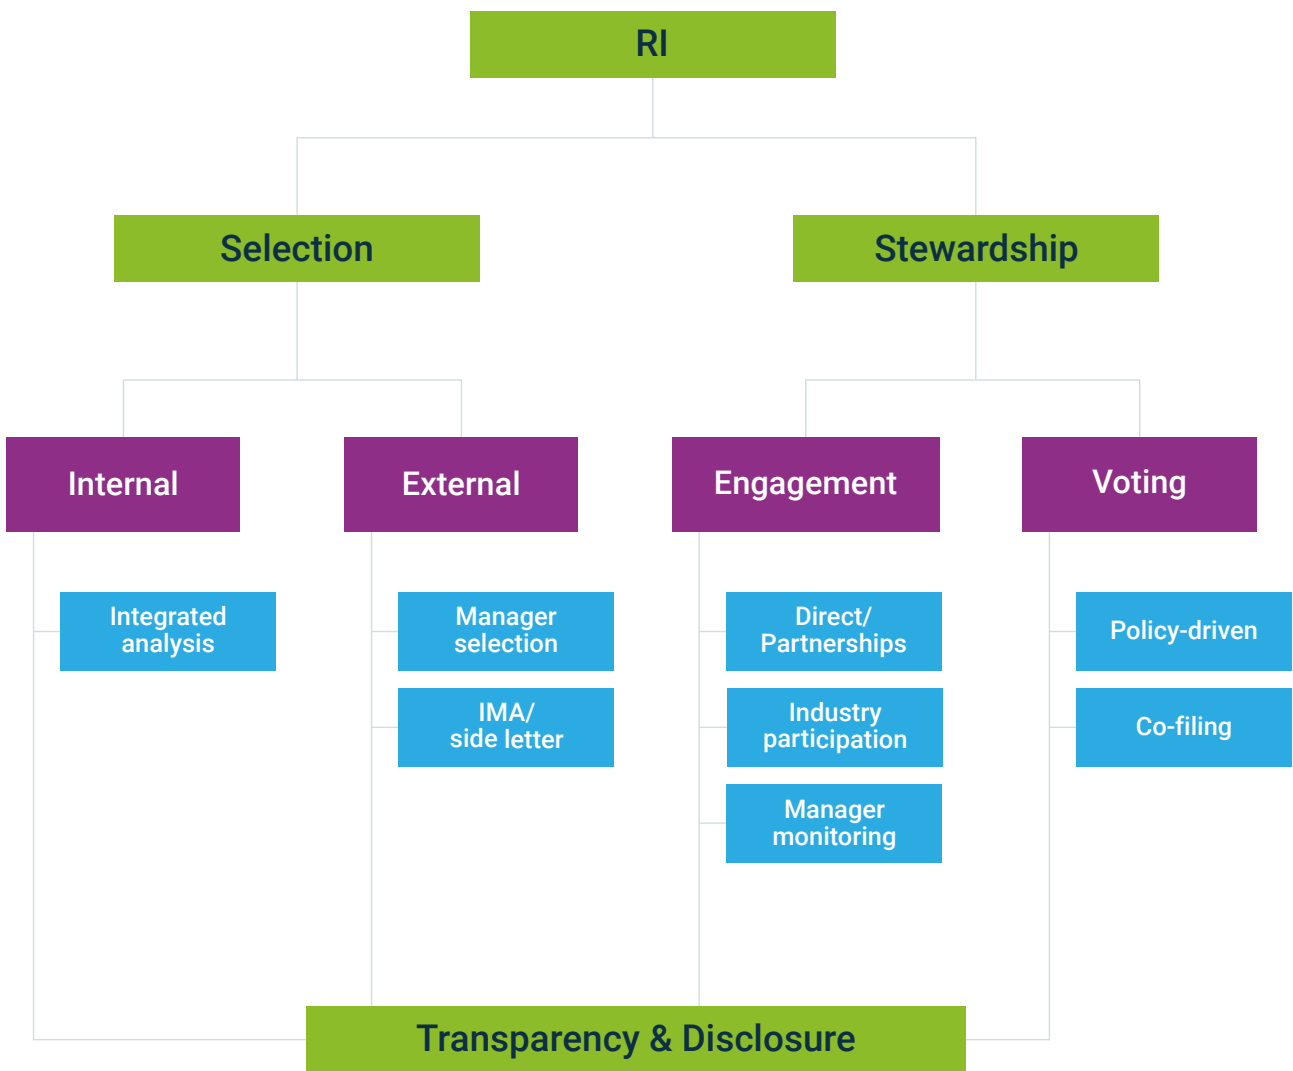 RI
Selection
Stewardship
Internal
External
Engagement
Voting
Integrated
analysis
Manager
selection
Direct/
Partnerships
Policy-driven
IMA/
side letter
Industry
participation
Co-filing
Manager
monitoring
Transparency & Disclosure